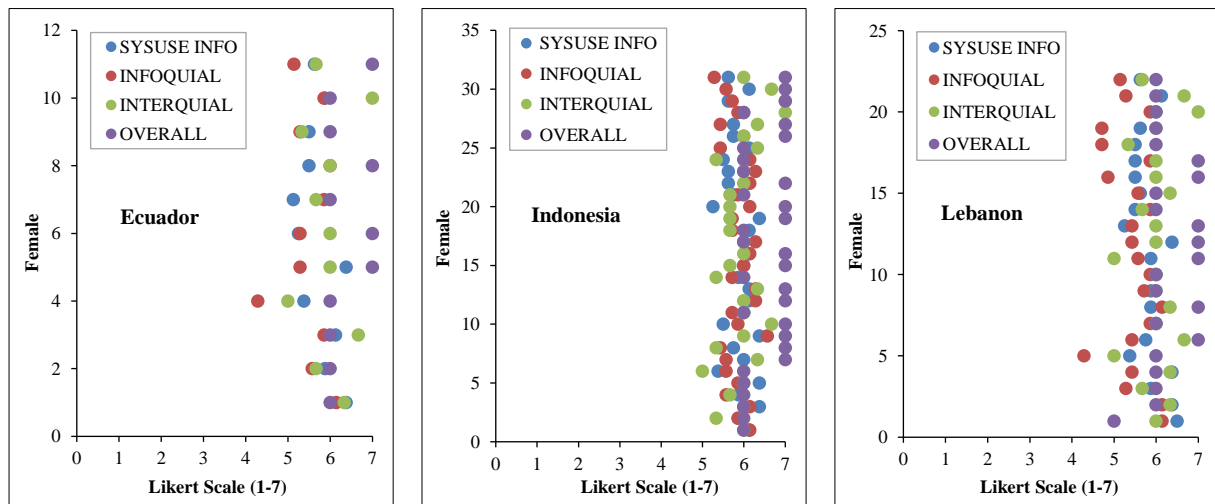 12
10
8
6
4
2
0
Female
SYSUSE INFO
INFOQUIAL
INTERQUIAL
OVERALL
Ecuador
0 1 2 3 4 5 6 7
Likert Scale (1-7)
35
30
25
20
15
10
5
0
Female
SYSUSE INFO
INFOQUIAL
INTERQUIAL
OVERALL
Indonesia
0 1 2 3 4 5 6 7
Likert Scale (1-7)
25
20
15
10
5
0
Female
SYSUSE INFO
INFOQUIAL
INTERQUIAL
OVERALL
Lebanon
0 1 2 3 4 5 6 7
Likert Scale (1-7)